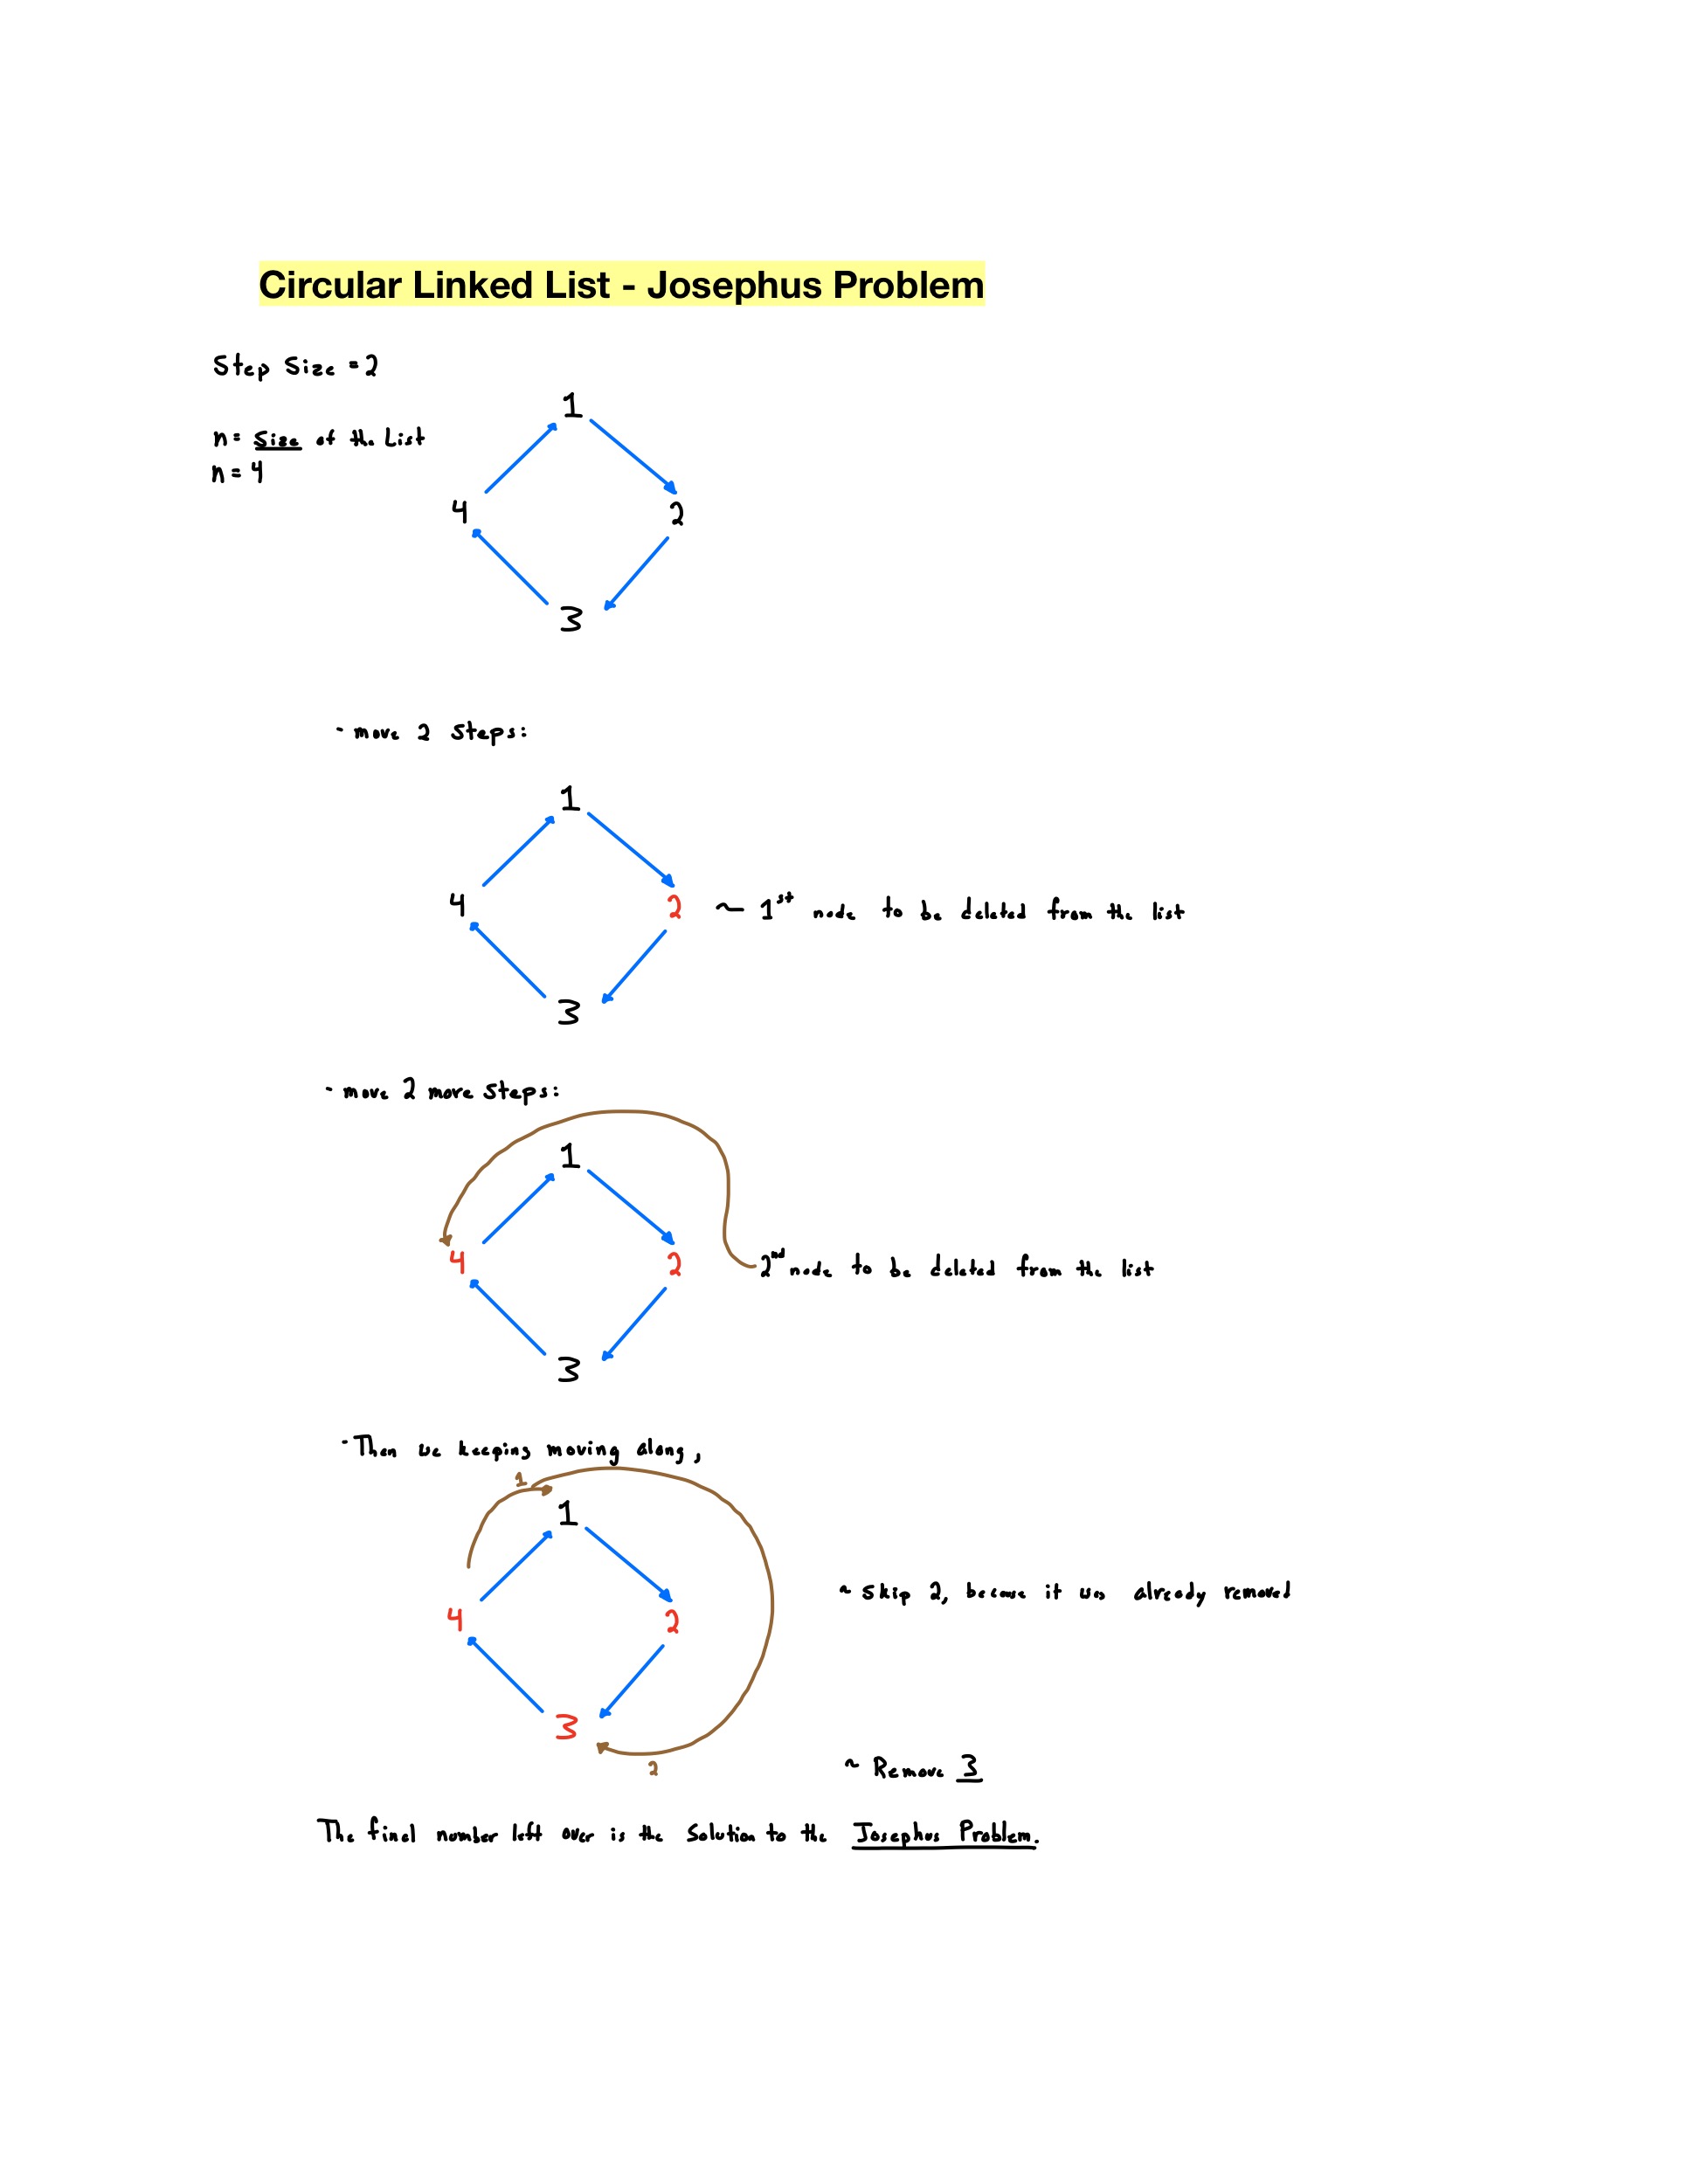 Circular Linked List - Josephus Problem
Step Size = 2
n = Size of the List
n = 4
1
4 2
3
- move 2 Steps:
1
4 2 ~ 1st node to be deleted from the list
3
- move 2 more steps:
1
4 2 2nd node to be deleted from the list
3
- Then we keeping moving along,
1
1
~ skip 2, because it was already removed
4 2
3
2
~ Remove 3
The final number left over is the Solution to the Josephus Problem.